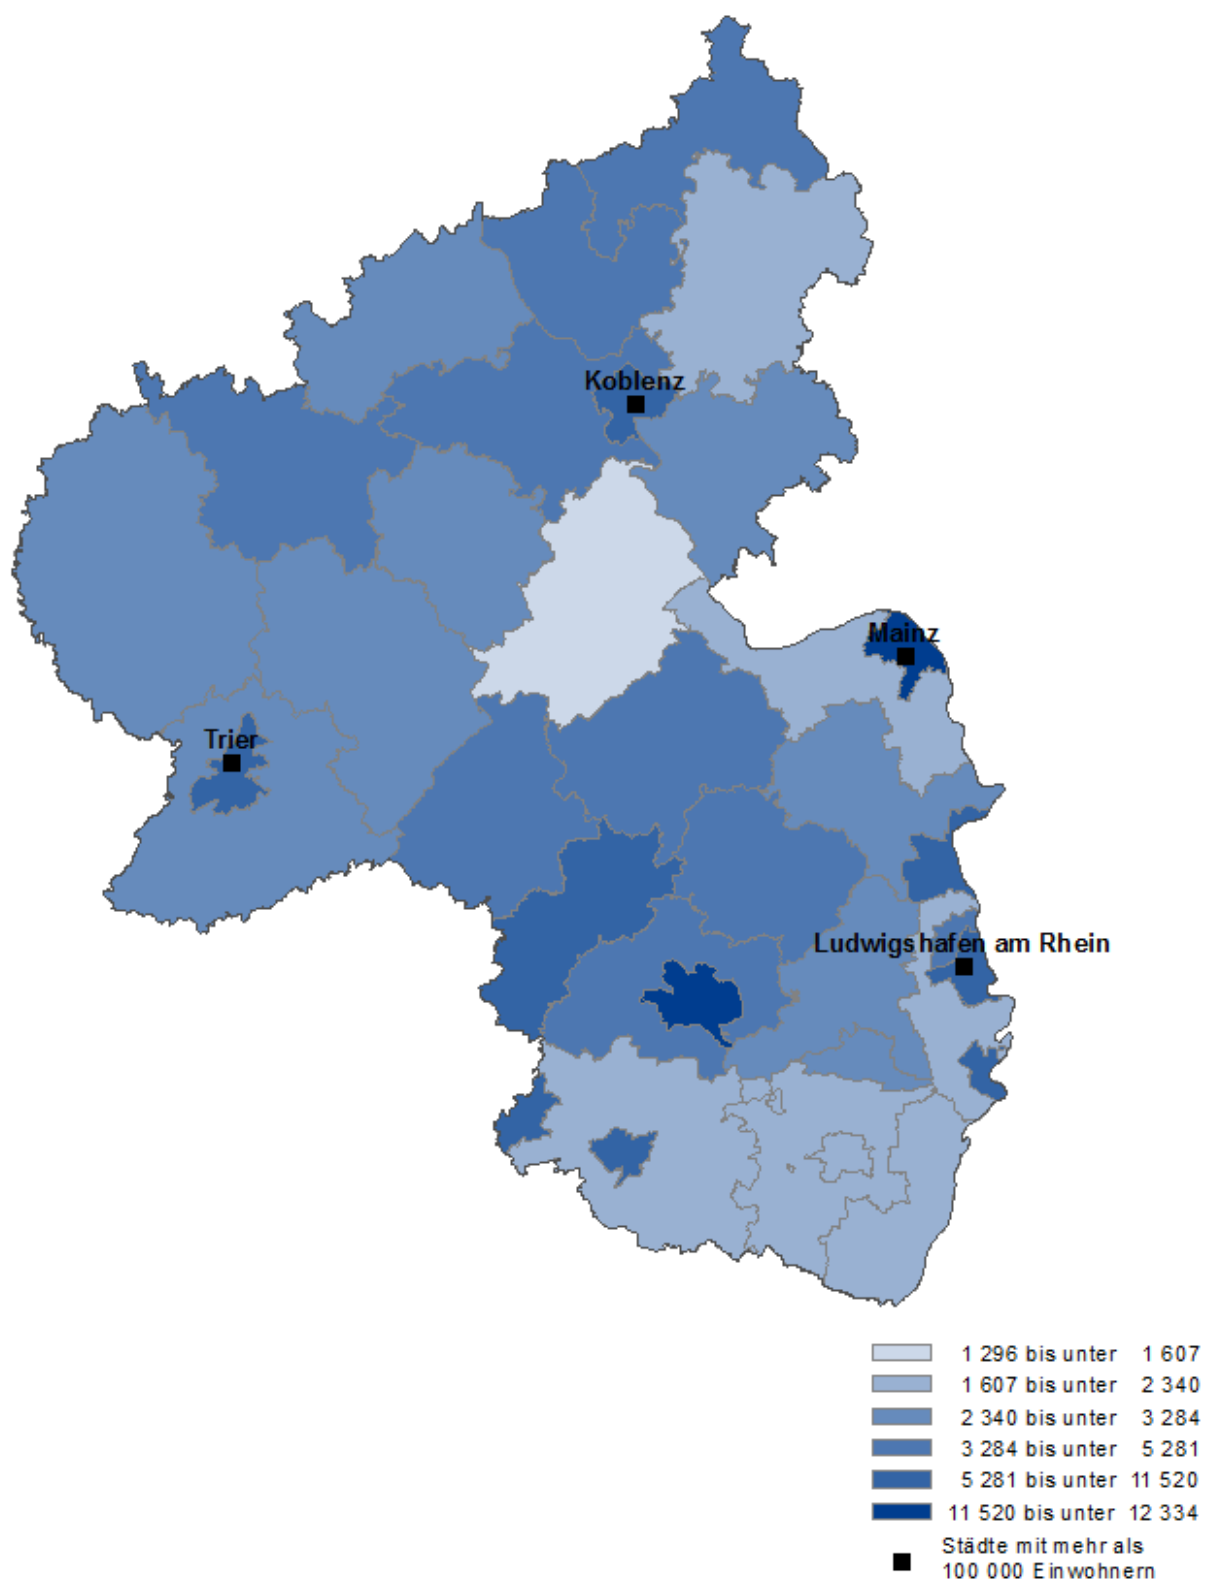 Koblenz
Mainz
Trier
Ludwigshafen am Rhein
1 296 bis unter 1 607
1 607 bis unter 2 340
2 340 bis unter 3 284
3 284 bis unter 5 281
5 281 bis unter 11 520
11 520 bis unter 12 334
Städte mit mehr als
100 000 Einwohnern